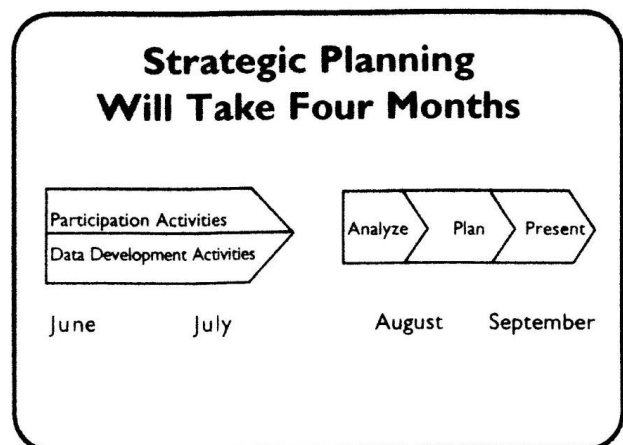 Strategic Planning
Will Take Four Months
Participation Activities
Data Development Activities
Analyze Plan Present
June July August September